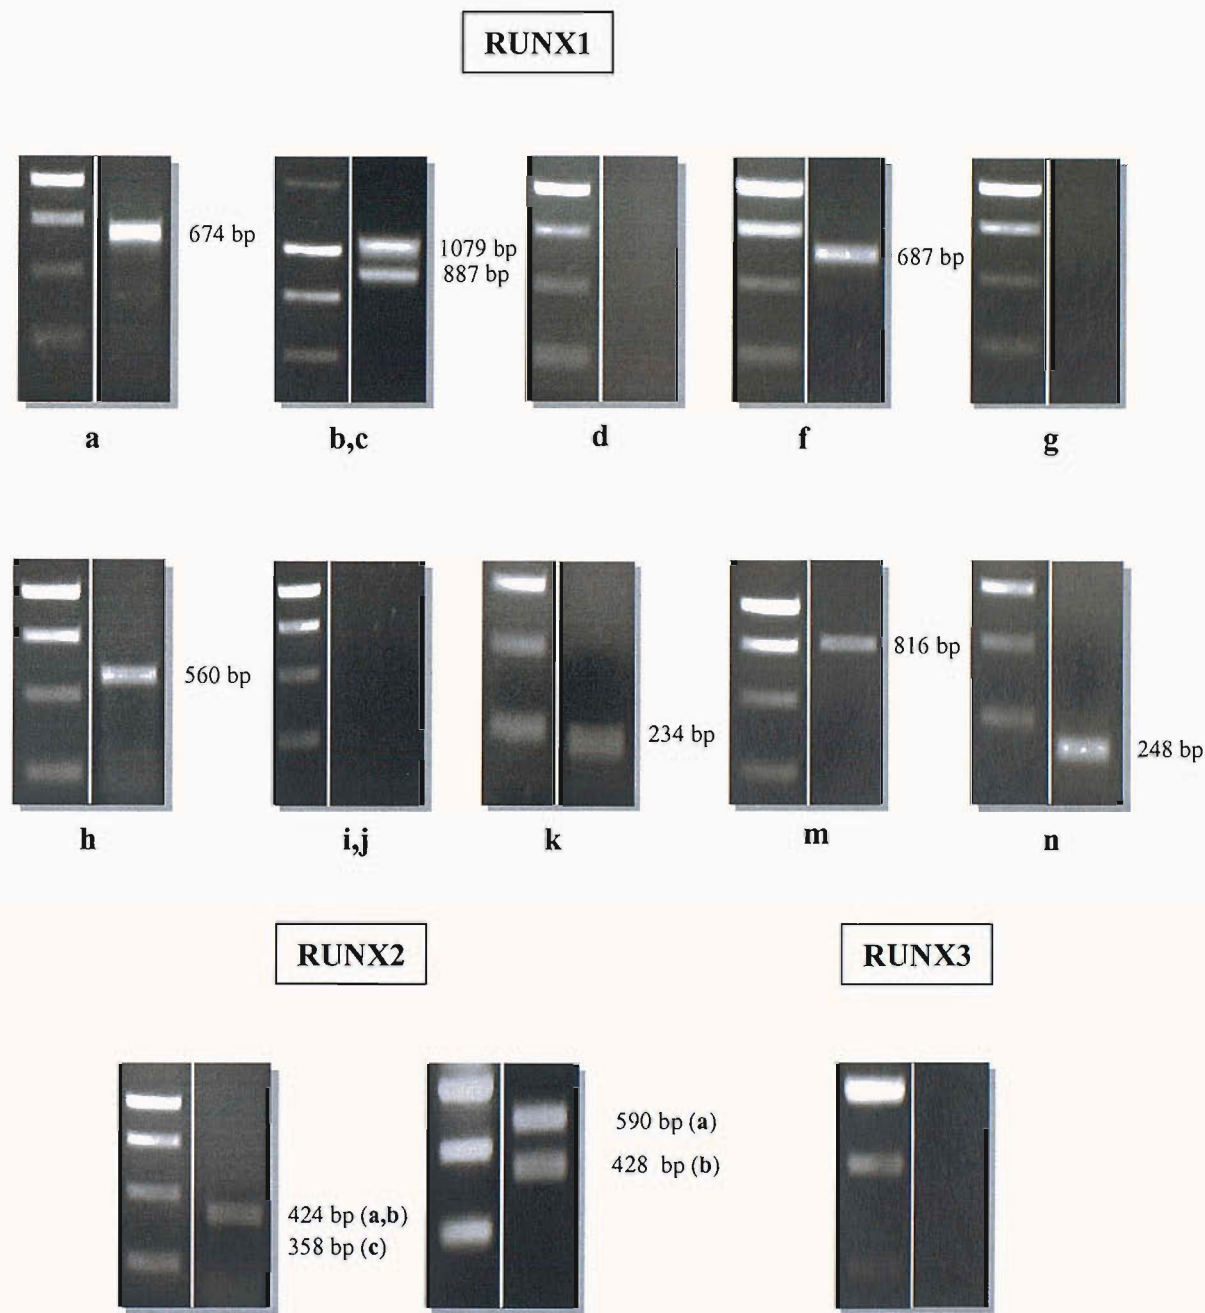 RUNX1
674 bp
1079 bp
887 bp
687 bp
a
b,c
d
f
g
560 bp
234 bp
816 bp
248 bp
h
i,j
k
m
n
RUNX2
RUNX3
590 bp (a)
428 bp (b)
424 bp (a,b)
358 bp (c)